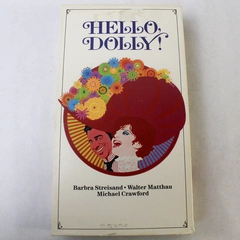 HELLO,
DOLLY!
Barbra Streisand • Walter Matthau
Michael Crawford